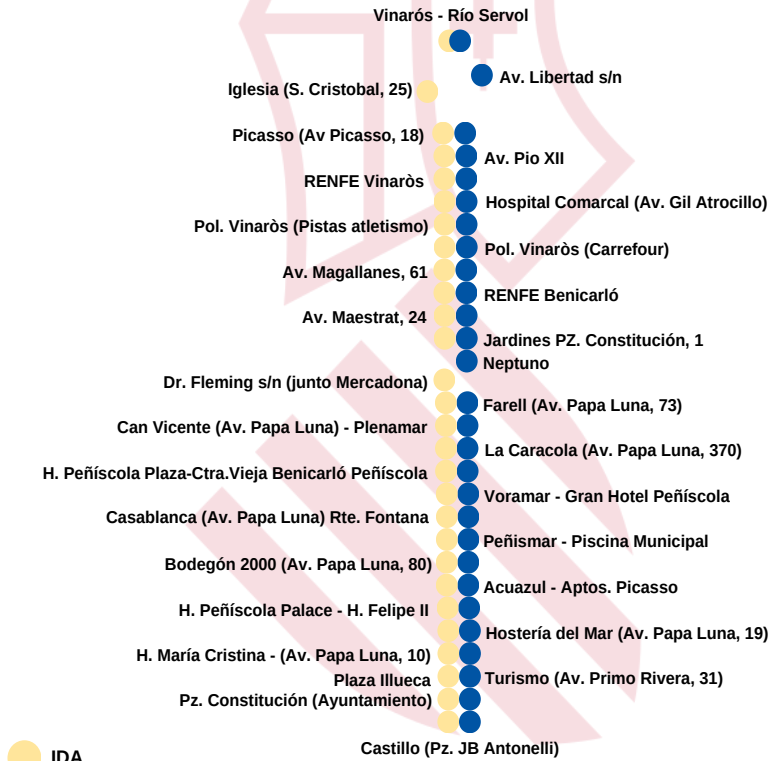 Vinarós - Río Servol
Av. Libertad s/n
Iglesia (S. Cristobal, 25)
Picasso (Av Picasso, 18)
Av. Pio XII
RENFE Vinaròs
Hospital Comarcal (Av. Gil Atrocillo)
Pol. Vinaròs (Pistas atletismo)
Pol. Vinaròs (Carrefour)
Av. Magallanes, 61
RENFE Benicarló
Av. Maestrat, 24
Jardines PZ. Constitución, 1
Neptuno
Dr. Fleming s/n (junto Mercadona)
Farell (Av. Papa Luna, 73)
Can Vicente (Av. Papa Luna) - Plenamar
La Caracola (Av. Papa Luna, 370)
H. Peñíscola Plaza-Ctra.Vieja Benicarló Peñíscola
Voramar - Gran Hotel Peñíscola
Casablanca (Av. Papa Luna) Rte. Fontana
Peñismar - Piscina Municipal
Bodegón 2000 (Av. Papa Luna, 80)
Acuazul - Aptos. Picasso
H. Peñíscola Palace - H. Felipe II
Hostería del Mar (Av. Papa Luna, 19)
H. María Cristina - (Av. Papa Luna, 10)
Plaza Illueca
Turismo (Av. Primo Rivera, 31)
Pz. Constitución (Ayuntamiento)
Castillo (Pz. JB Antonelli)
IDA